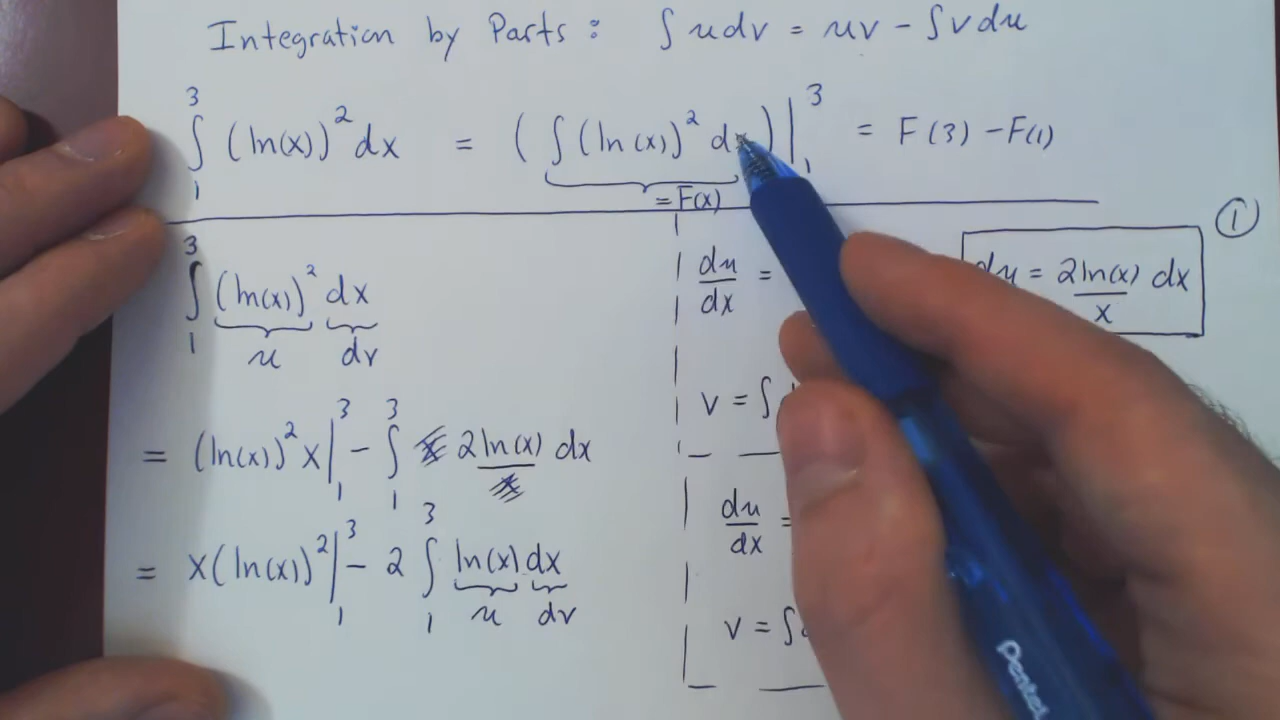 Integration by Parts : ∫ u dv = uv - ∫ v du
∫₁³ (ln(x))² dx = ( ∫ (ln(x))² dx ) |₁³ = F(3) - F(1)
= F(x)
①
∫₁³ (ln(x))² dx
u dv
du/dx =
du = 2ln(x)/x dx
v = ∫
= (ln(x))² x |₁³ - ∫₁³ 2ln(x) dx
du/dx =
= x(ln(x))² |₁³ - 2 ∫₁³ ln(x) dx
u dv
v = ∫
Pentel